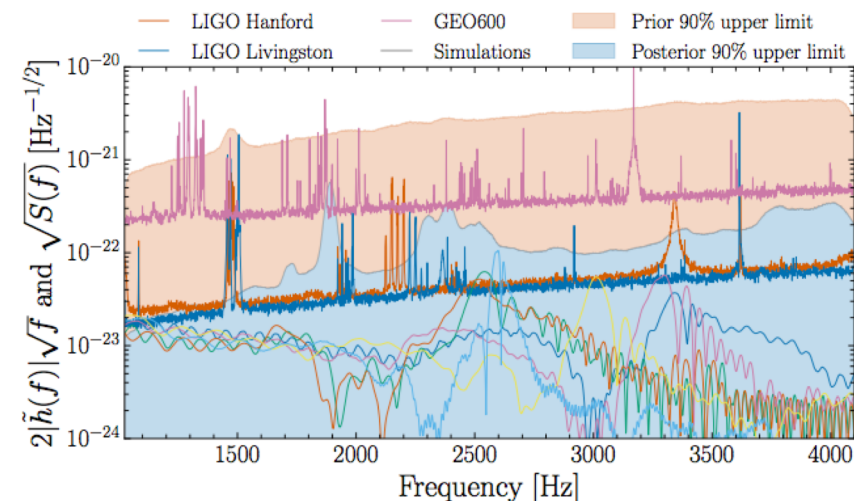 LIGO Hanford GEO600 Prior 90% upper limit
LIGO Livingston Simulations Posterior 90% upper limit
10⁻²⁰
10⁻²¹
10⁻²²
10⁻²³
10⁻²⁴
2|h̃(f)|√f and √S(f) [Hz⁻¹/²]
1500 2000 2500 3000 3500 4000
Frequency [Hz]